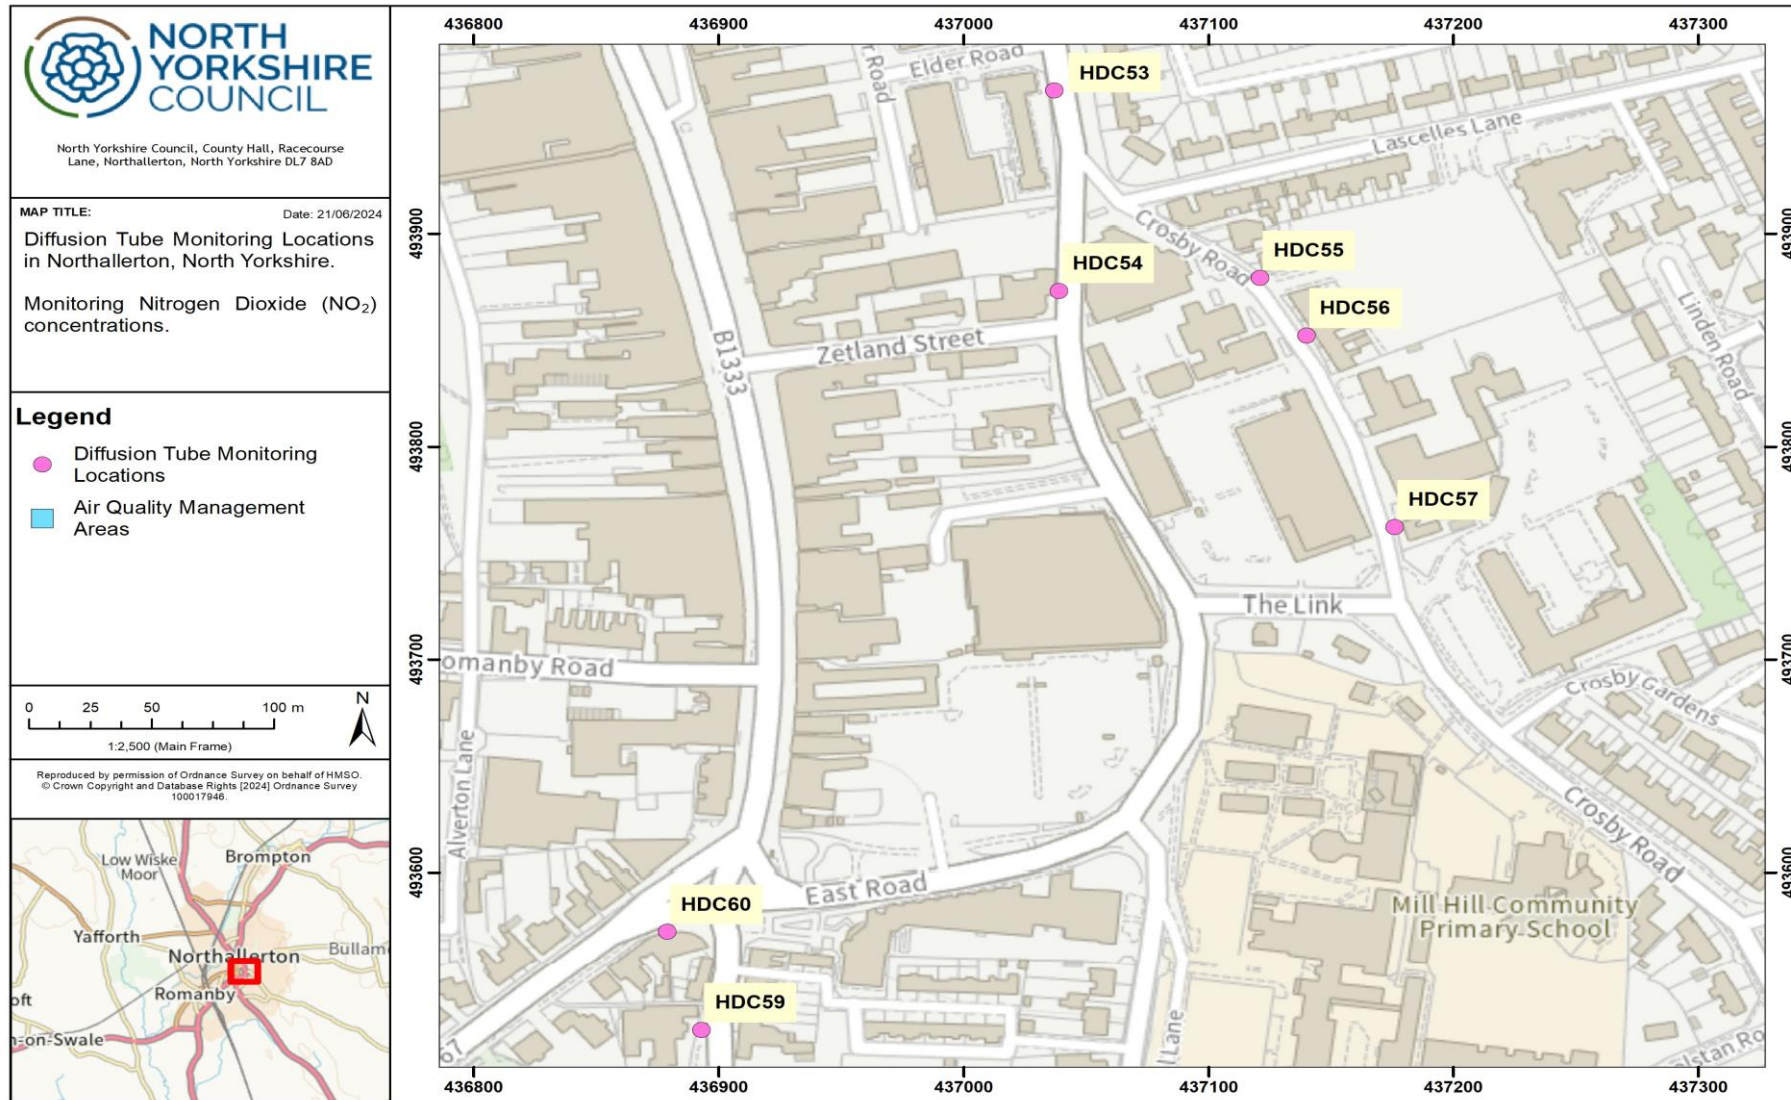 NORTH
YORKSHIRE
COUNCIL
North Yorkshire Council, County Hall, Racecourse
Lane, Northallerton, North Yorkshire DL7 8AD
MAP TITLE:
Date: 21/06/2024
Diffusion Tube Monitoring Locations
in Northallerton, North Yorkshire.
Monitoring Nitrogen Dioxide (NO₂)
concentrations.
Legend
Diffusion Tube Monitoring
Locations
Air Quality Management
Areas
0 25 50 100 m
N
1:2,500 (Main Frame)
Reproduced by permission of Ordnance Survey on behalf of HMSO.
© Crown Copyright and Database Rights [2024] Ordnance Survey
100017946.
Low Wiske
Moor
Brompton
Yafforth
Northallerton
Bullam
Romanby
oft
n-on-Swale
436800 436900 437000 437100 437200 437300
493900
493800
493700
493600
Elder Road
r Road
HDC53
Lascelles Lane
Crosby Road
HDC54
HDC55
HDC56
Linden Road
B1333
Zetland Street
HDC57
The Link
omanby Road
Crosby Gardens
Alverton Lane
Crosby Road
East Road
HDC60
Mill Hill Community
Primary School
HDC59
67
l Lane
elstan Ro
493900
493800
493700
493600
436800 436900 437000 437100 437200 437300